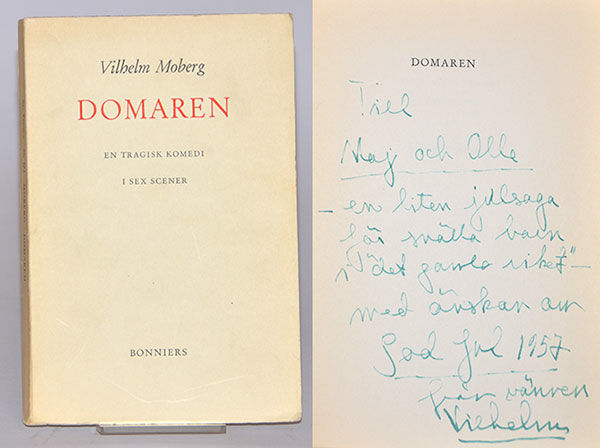 Vilhelm Moberg
DOMAREN
EN TRAGISK KOMEDI
I SEX SCENER
BONNIERS
DOMAREN
Till
Maj och Olle
– en liten julsaga
för snälla barn
i "det gamla riket" –
med önskan om
God Jul 1957
från vännen
Vilhelm